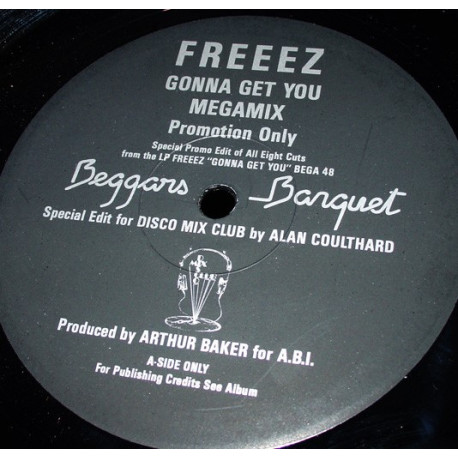 FREEEZ
GONNA GET YOU
MEGAMIX
Promotion Only
Special Promo Edit of All Eight Cuts
from the LP FREEEZ "GONNA GET YOU" BEGA 48
Beggars Banquet
Special Edit for DISCO MIX CLUB by ALAN COULTHARD
Produced by ARTHUR BAKER for A.B.I.
A-SIDE ONLY
For Publishing Credits See Album